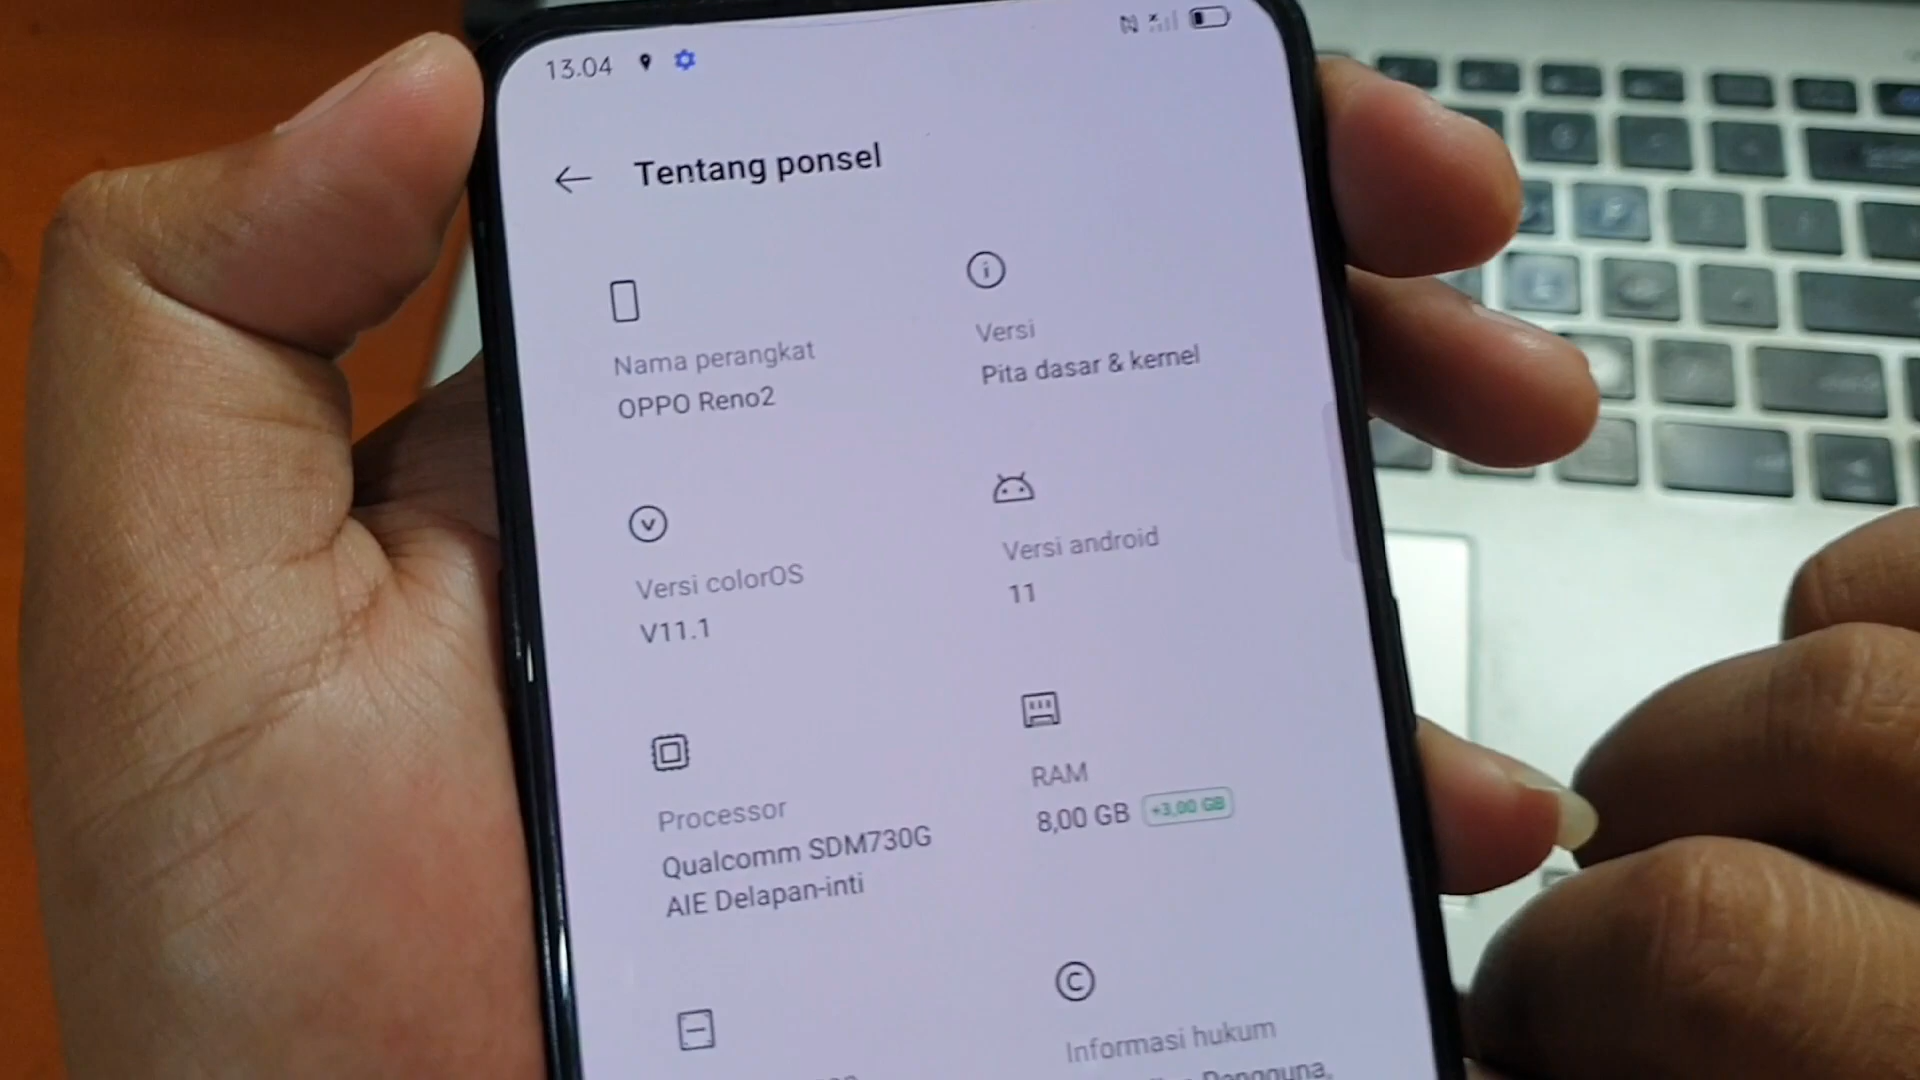 13.04
Tentang ponsel
Nama perangkat
OPPO Reno2
Versi
Pita dasar & kernel
Versi colorOS
V11.1
Versi android
11
Processor
Qualcomm SDM730G
AIE Delapan-inti
RAM
8,00 GB +3,00 GB
Informasi hukum